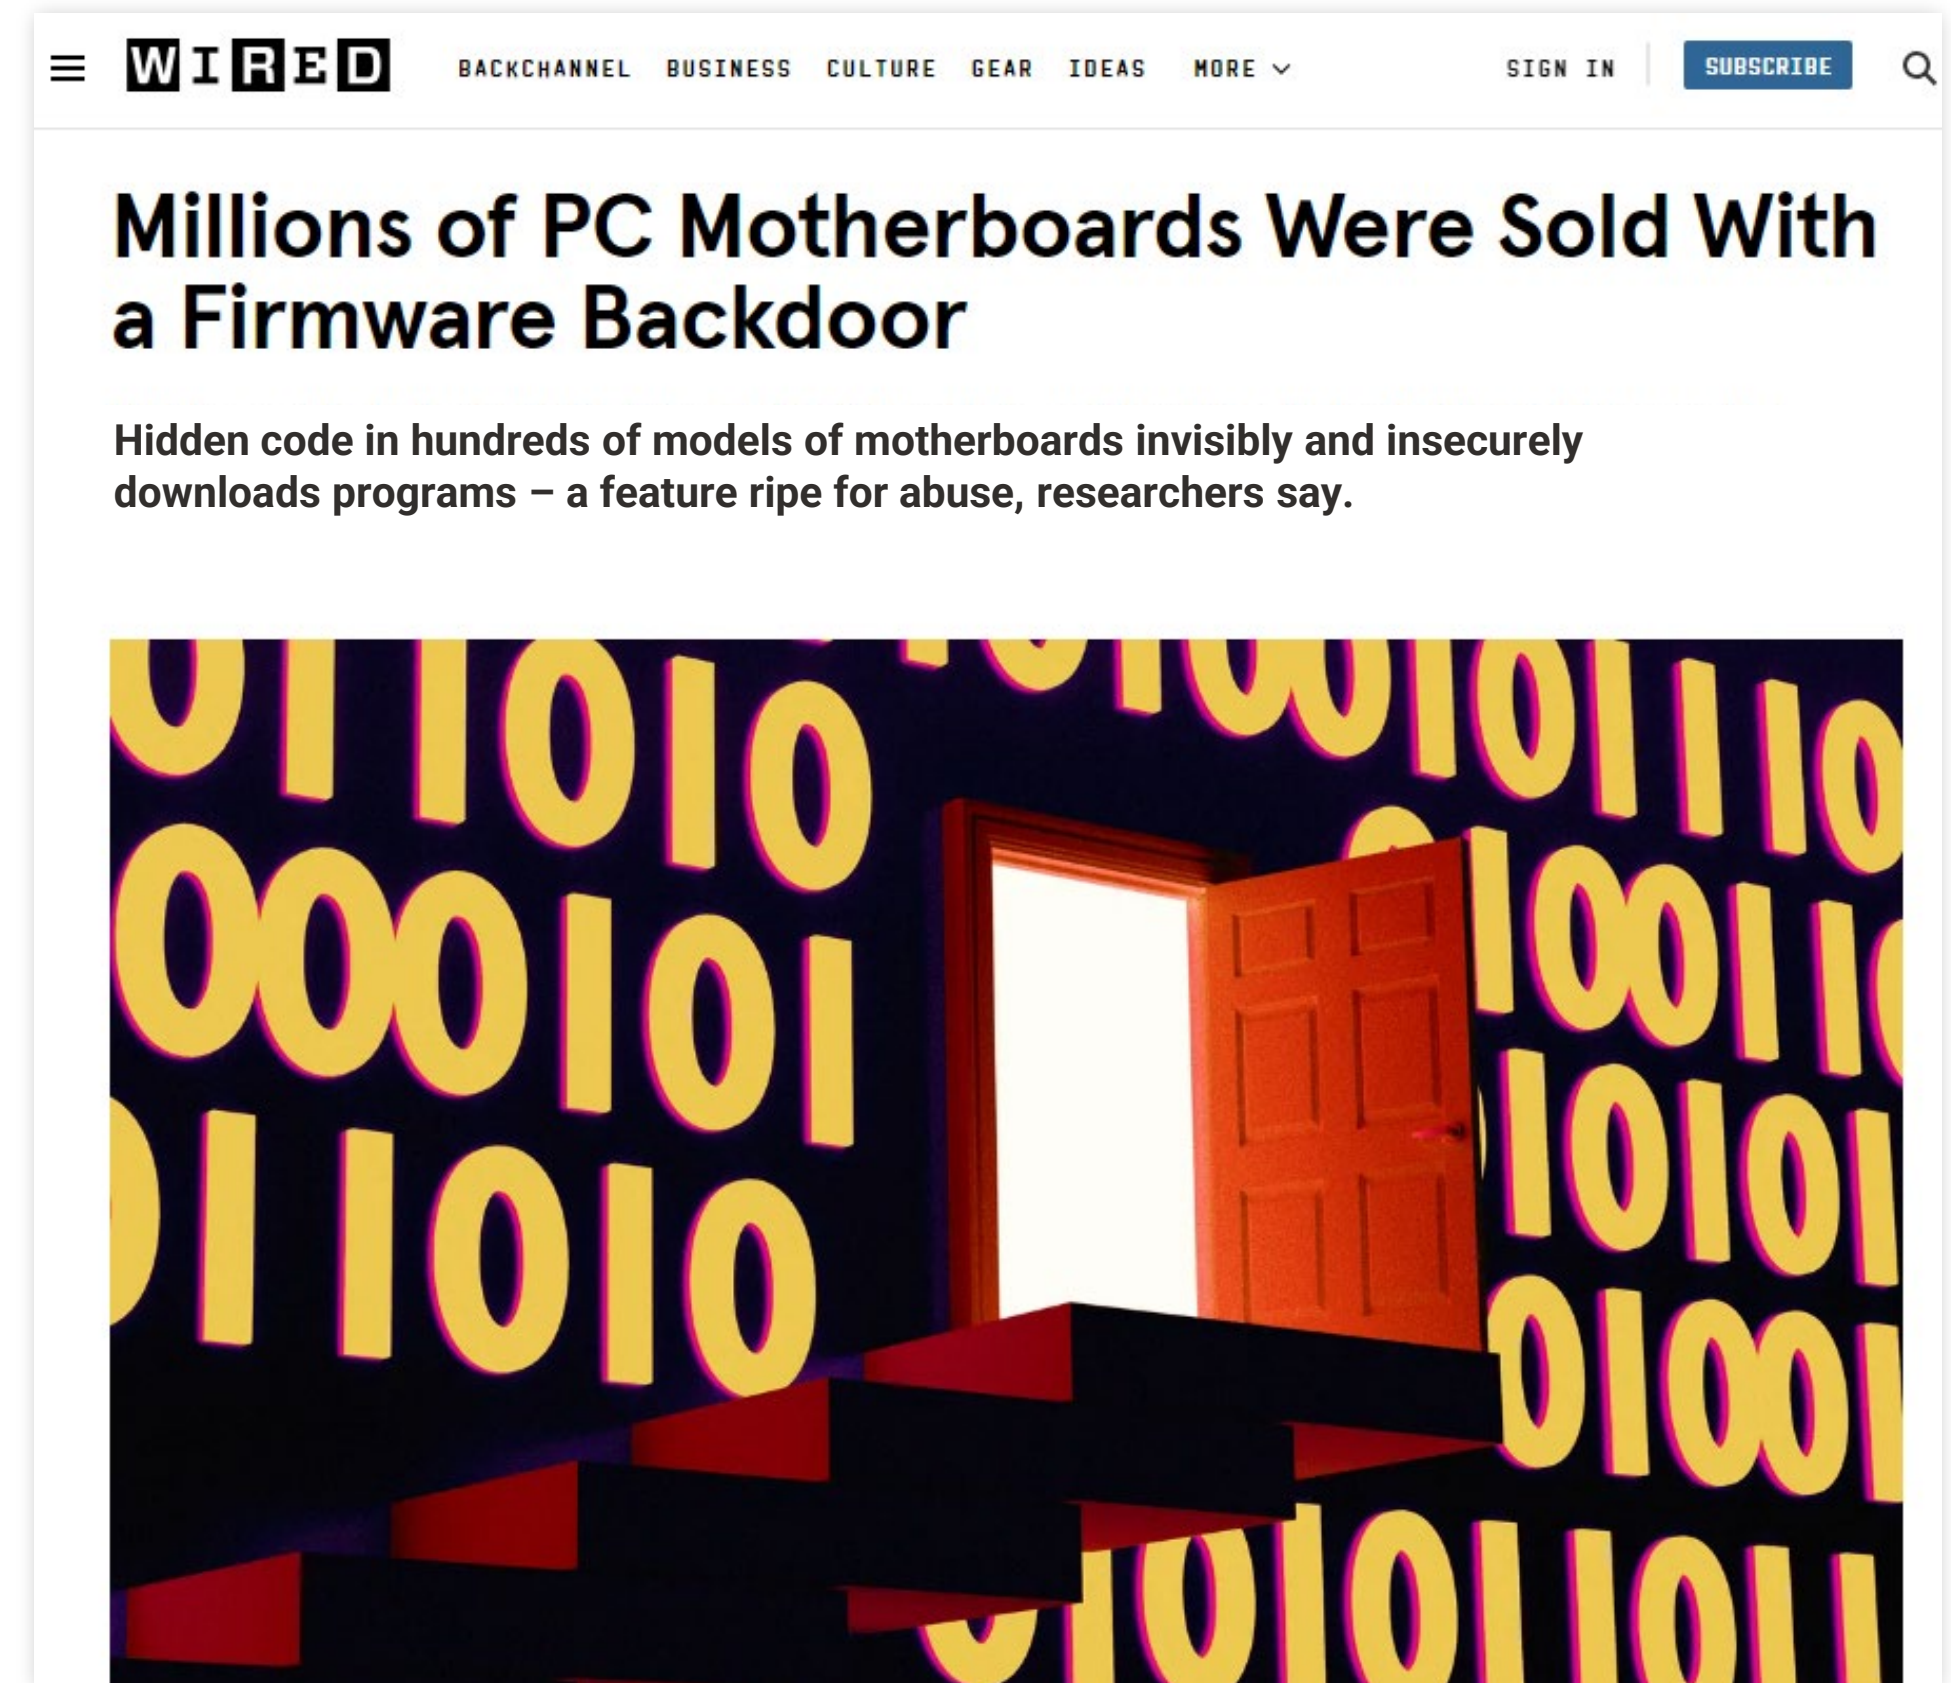 WIRED BACKCHANNEL BUSINESS CULTURE GEAR IDEAS MORE SIGN IN SUBSCRIBE
Millions of PC Motherboards Were Sold With
a Firmware Backdoor
Hidden code in hundreds of models of motherboards invisibly and insecurely
downloads programs – a feature ripe for abuse, researchers say.